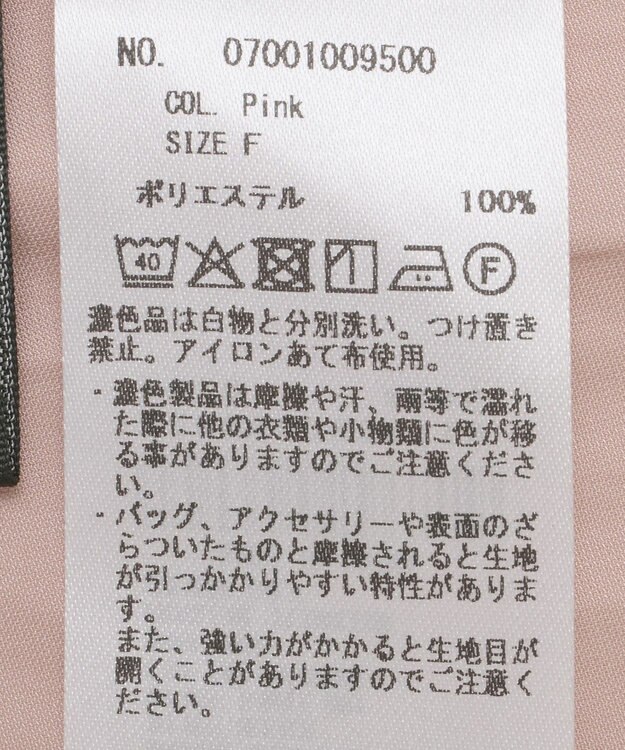 NO. 07001009500
COL. Pink
SIZE F
ポリエステル 100%
40 F
濃色品は白物と分別洗い。つけ置き
禁止。アイロンあて布使用。
・濃色製品は摩擦や汗、雨等で濡れ
た際に他の衣類や小物類に色が移
る事がありますのでご注意くださ
い。
・バッグ、アクセサリーや表面のざ
らついたものと摩擦されると生地
が引っかかりやすい特性がありま
す。
また、強い力がかかると生地目が
開くことがありますのでご注意く
ださい。